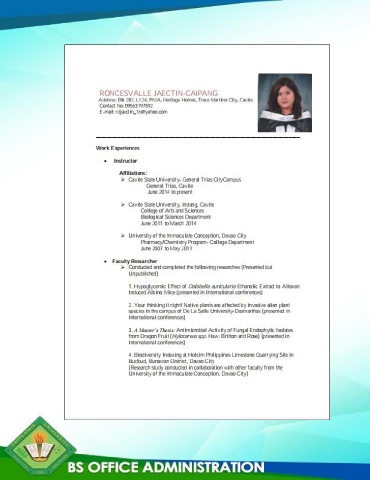 RONCESVALLE JAECTIN-CAIPANG
Address: Blk 382, Lt 24, Ph2A, Heritage Homes, Trece Martires City, Cavite
Contact No: 09563797592
E-mail: rdjaectin_15@yahoo.com
Work Experiences
• Instructor
Affiliations:
➢ Cavite State University- General Trias City Campus
General Trias, Cavite
June 2014 to present
➢ Cavite State University, Indang, Cavite
College of Arts and Sciences
Biological Sciences Department
June 2011 to March 2014
➢ University of the Immaculate Conception, Davao City
Pharmacy/Chemistry Program- College Department
June 2007 to May 2011
• Faculty Researcher
➢ Conducted and completed the following researches (Presented but
Unpublished)
1. Hypoglycemic Effect of auricularia Ethanolic Extract to Alloxan
Induced Albino Mice (presented in International conferences)
2. Your thinking it right! Native plants are affected by invasive alien plant
species in the campus of De La Salle University-Dasmariñas (presented in
International conferences)
3. A Master's Thesis: Antimicrobial Activity of Fungal Endophytic Isolates
from Dragon Fruit (Hylocereus spp. Haw. Britton and Rose) (presented in
International conferences)
4. Biodiversity Indexing at Holcim Philippines Limestone Quarrying Site in
Bunawan District, Davao City
(Research study conducted in collaboration with other faculty from the
University of the Immaculate Conception, Davao City)
BS OFFICE ADMINISTRATION